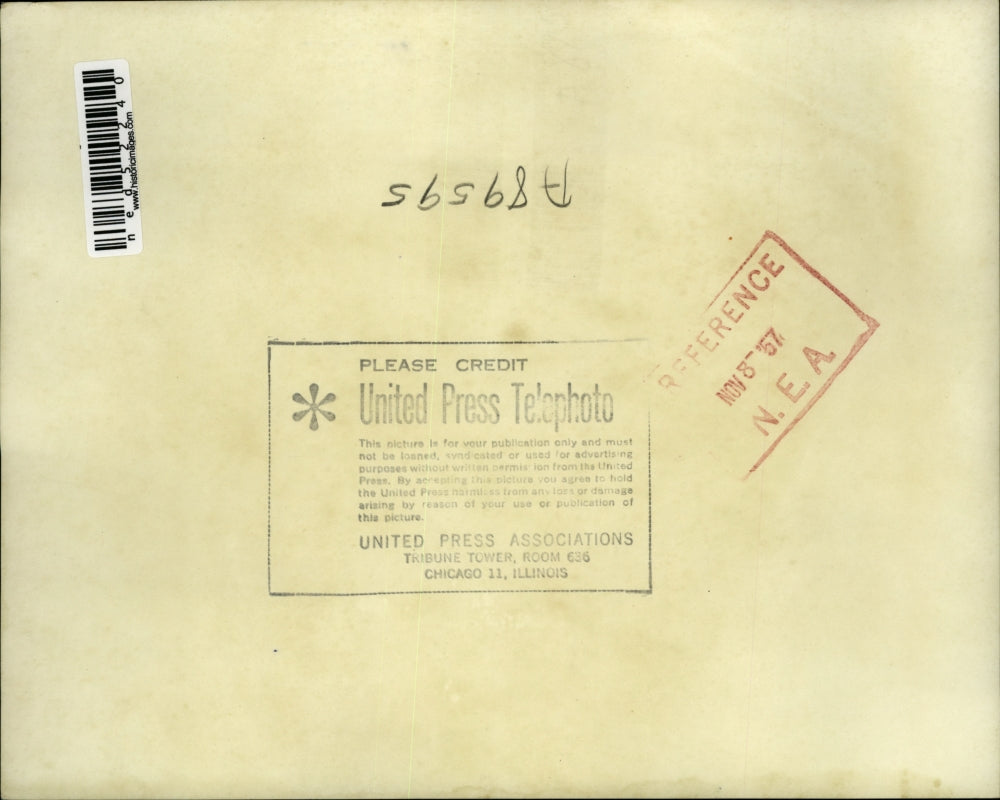 ned52240
www.historicimages.com
A89595
REFERENCE
NOV 8 '57
N. E. A
PLEASE CREDIT
United Press Telephoto
This picture is for your publication only and must
not be loaned, syndicated or used for advertising
purposes without written permission from the United
Press. By accepting this picture you agree to hold
the United Press harmless from any loss or damage
arising by reason of your use or publication of
this picture.
UNITED PRESS ASSOCIATIONS
TRIBUNE TOWER, ROOM 636
CHICAGO 11, ILLINOIS